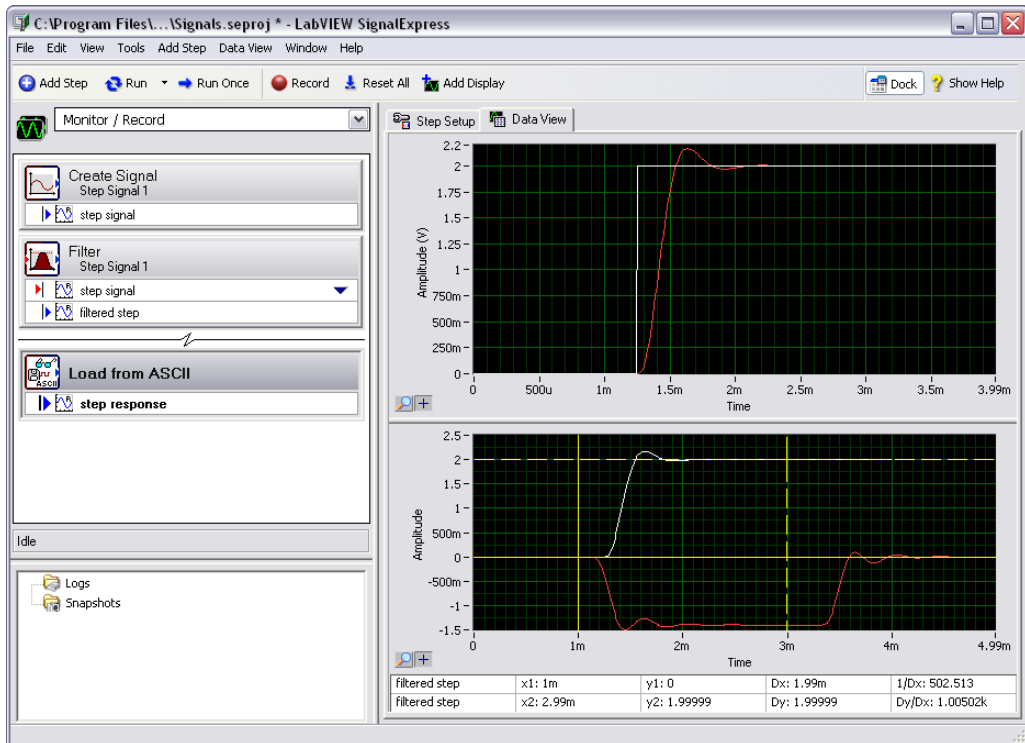 C:\Program Files\...\Signals.seproj * - LabVIEW SignalExpress
File Edit View Tools Add Step Data View Window Help
Add Step Run Run Once Record Reset All Add Display Dock Show Help
Monitor / Record
Create Signal
Step Signal 1
step signal
Filter
Step Signal 1
step signal
filtered step
ASCII
Load from ASCII
step response
Idle
Logs
Snapshots
Step Setup Data View
Amplitude (V)
2.2
2
1.75
1.5
1.25
1
750m
500m
250m
0
0 500u 1m 1.5m 2m 2.5m 3m 3.5m 3.99m
Time
Amplitude
2.5
2
1.5
1
500m
0
-500m
-1
-1.5
0 1m 2m 3m 4m 4.99m
Time
filtered step x1: 1m y1: 0 Dx: 1.99m 1/Dx: 502.513
filtered step x2: 2.99m y2: 1.99999 Dy: 1.99999 Dy/Dx: 1.00502k